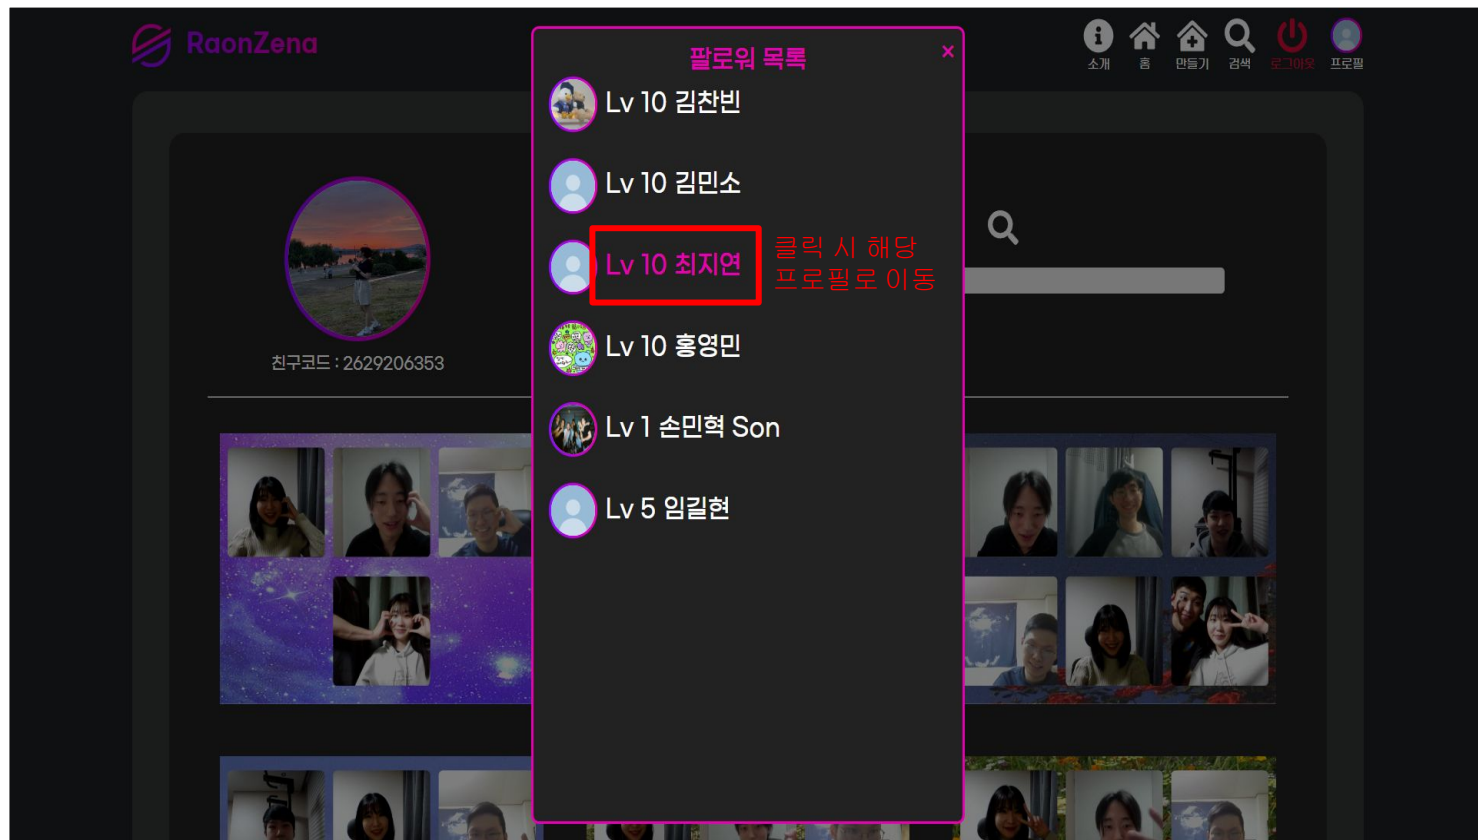 RaonZena
소개
홈
만들기
검색
로그아웃
프로필
팔로워 목록
×
Lv 10 김찬빈
Lv 10 김민소
Lv 10 최지연
클릭 시 해당
프로필로 이동
Lv 10 홍영민
Lv 1 손민혁 Son
Lv 5 임길현
친구코드 : 2629206353